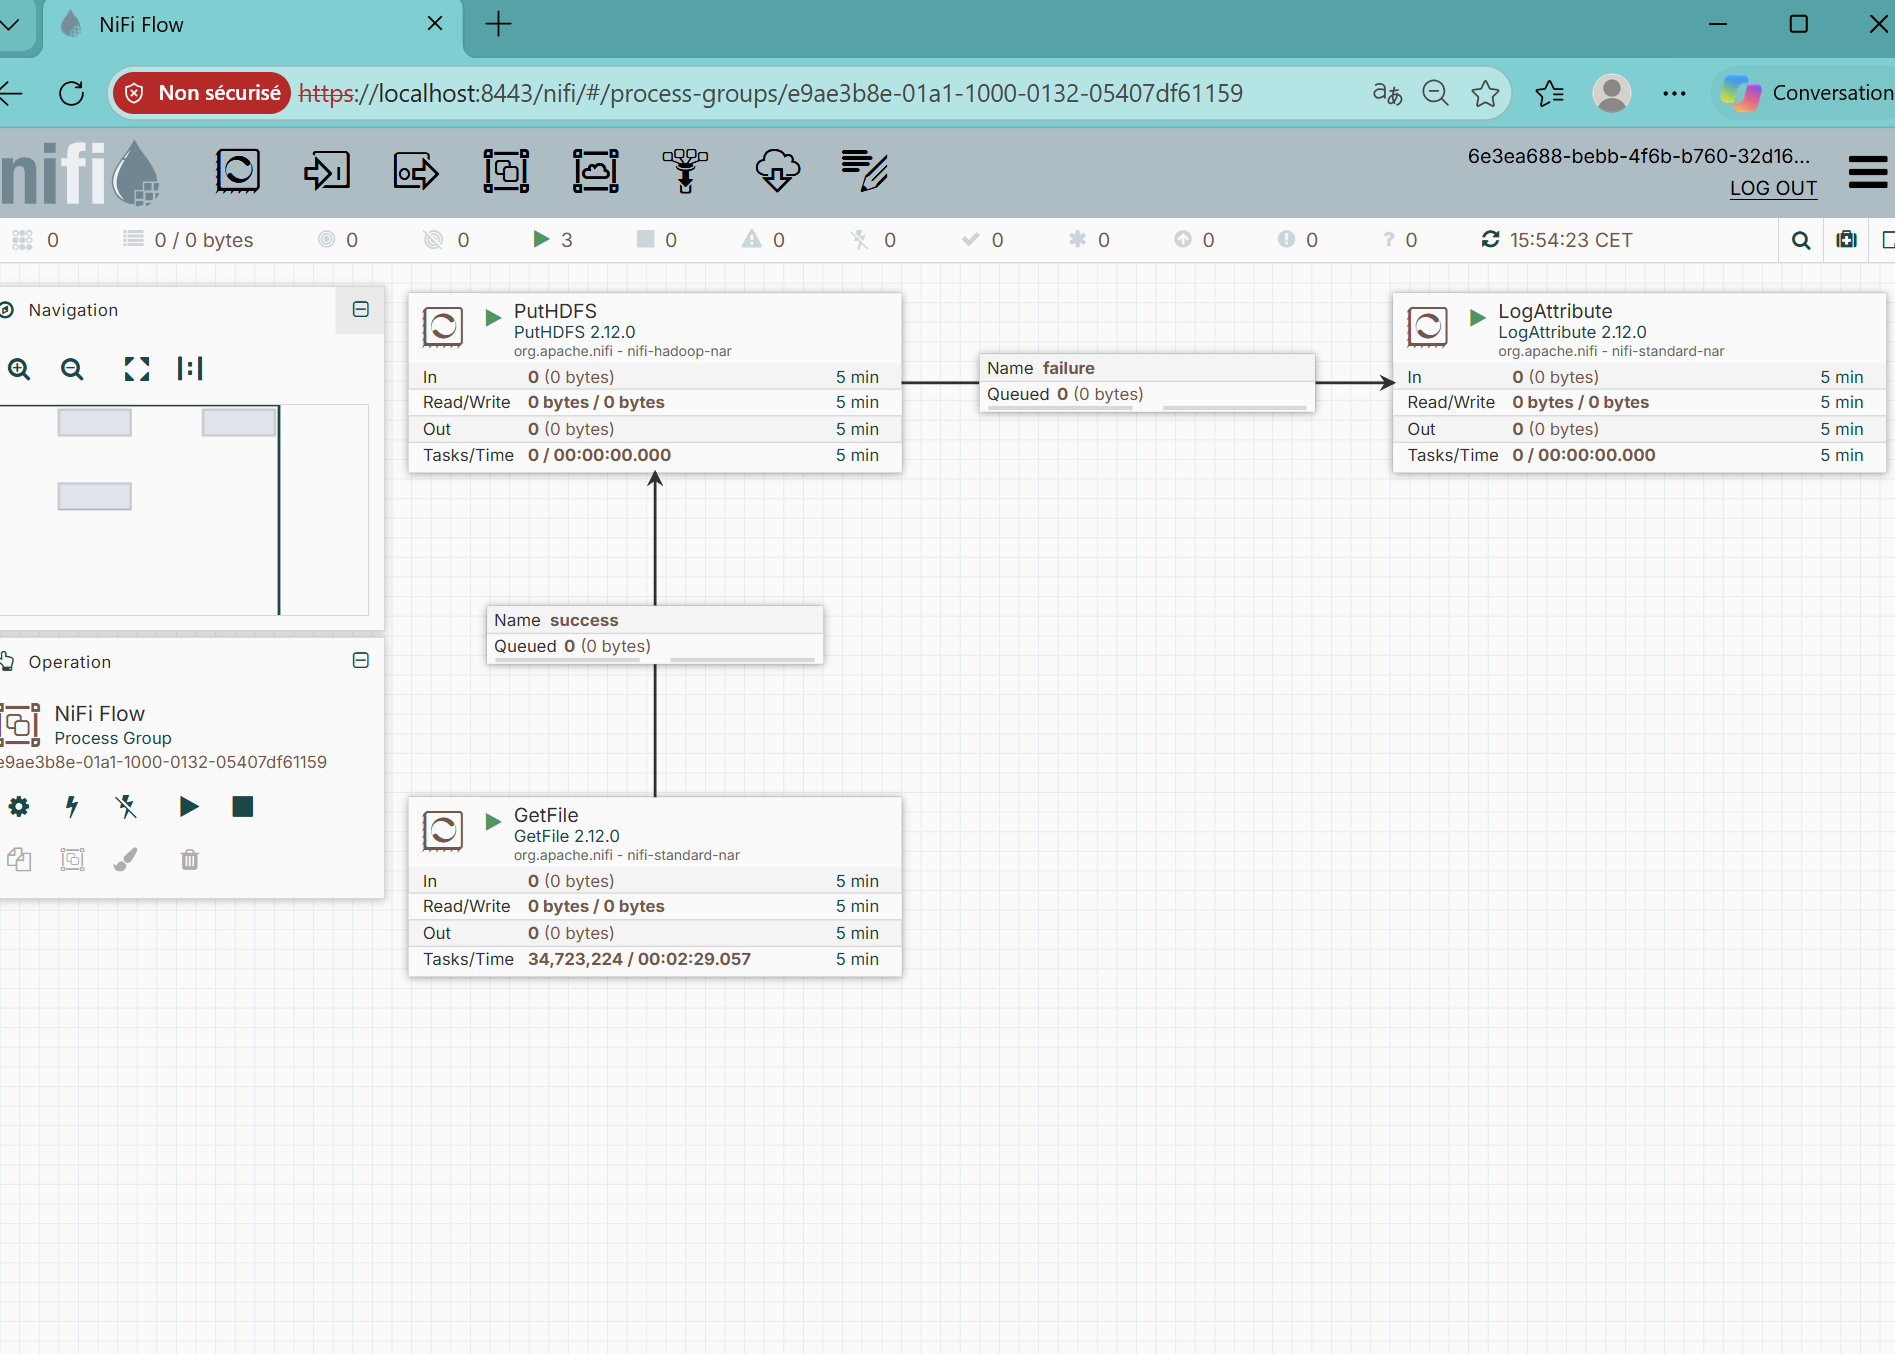 NiFi Flow
Non sécurisé https://localhost:8443/nifi/#/process-groups/e9ae3b8e-01a1-1000-0132-05407df61159 Conversation
nifi
6e3ea688-bebb-4f6b-b760-32d16...
LOG OUT
0 0 / 0 bytes 0 0 3 0 0 0 0 0 0 0 0 15:54:23 CET
Navigation
Operation
NiFi Flow
Process Group
e9ae3b8e-01a1-1000-0132-05407df61159
PutHDFS
PutHDFS 2.12.0
org.apache.nifi - nifi-hadoop-nar
In 0 (0 bytes) 5 min
Read/Write 0 bytes / 0 bytes 5 min
Out 0 (0 bytes) 5 min
Tasks/Time 0 / 00:00:00.000 5 min
Name failure
Queued 0 (0 bytes)
LogAttribute
LogAttribute 2.12.0
org.apache.nifi - nifi-standard-nar
In 0 (0 bytes) 5 min
Read/Write 0 bytes / 0 bytes 5 min
Out 0 (0 bytes) 5 min
Tasks/Time 0 / 00:00:00.000 5 min
Name success
Queued 0 (0 bytes)
GetFile
GetFile 2.12.0
org.apache.nifi - nifi-standard-nar
In 0 (0 bytes) 5 min
Read/Write 0 bytes / 0 bytes 5 min
Out 0 (0 bytes) 5 min
Tasks/Time 34,723,224 / 00:02:29.057 5 min